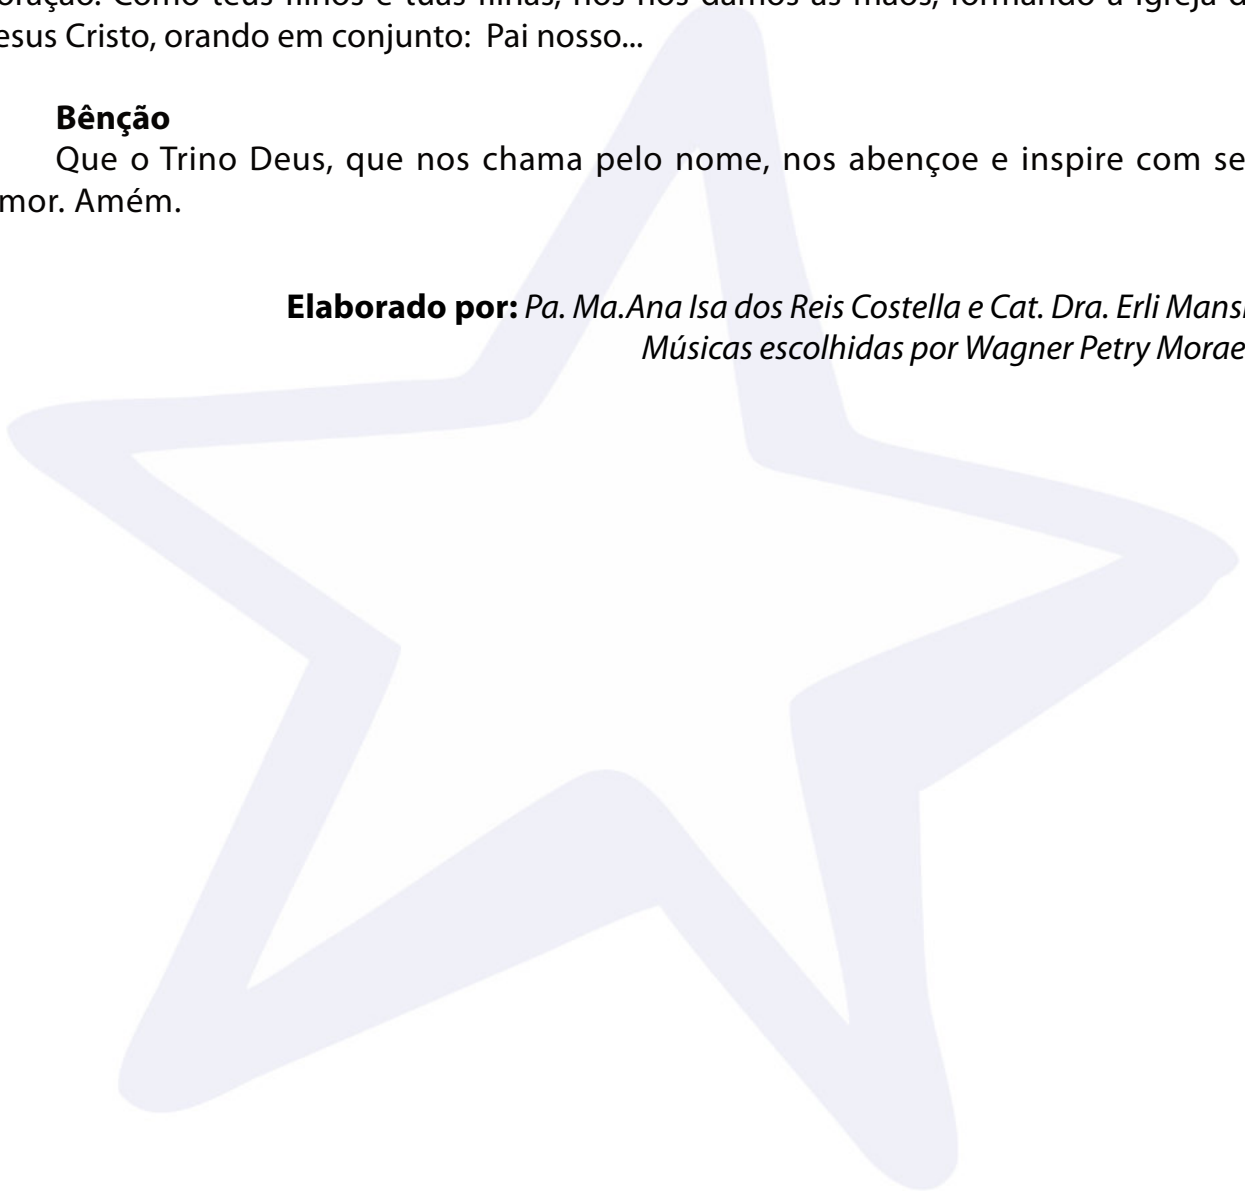 oração. Como teus filhos e tuas filhas, nós nos damos as mãos, formando a Igreja d
esus Cristo, orando em conjunto: Pai nosso...
Bênção
Que o Trino Deus, que nos chama pelo nome, nos abençoe e inspire com se
mor. Amém.
Elaborado por: Pa. Ma.Ana Isa dos Reis Costella e Cat. Dra. Erli Mansk
Músicas escolhidas por Wagner Petry Morae